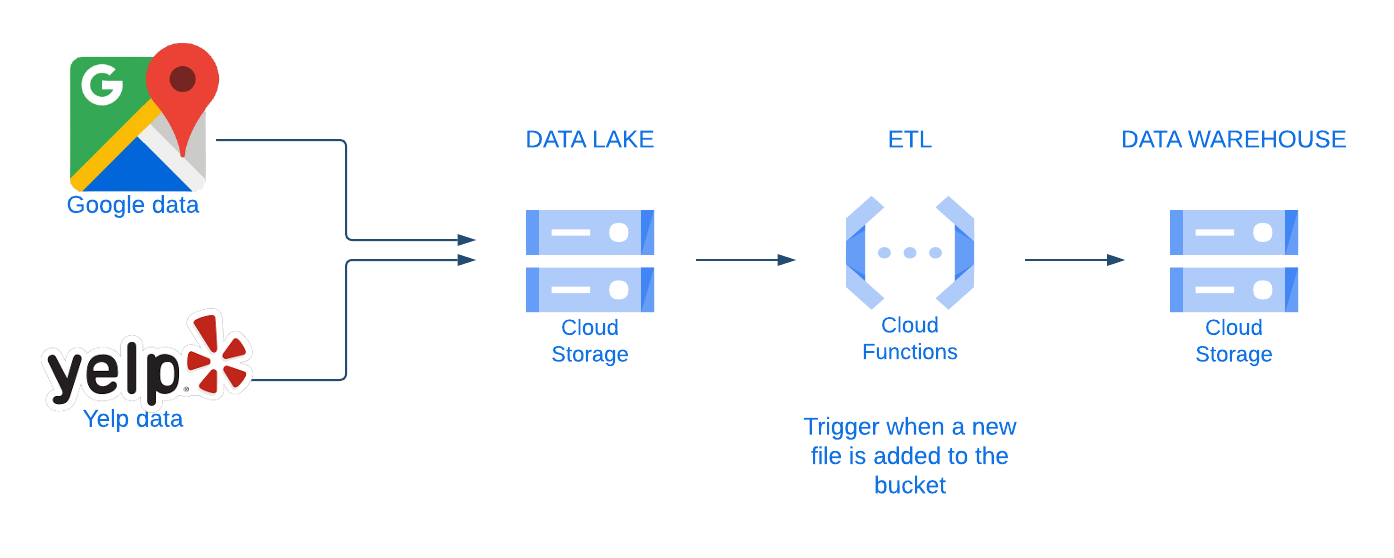 G
Google data
yelp
®
Yelp data
DATA LAKE
Cloud
Storage
ETL
Cloud
Functions
Trigger when a new
file is added to the
bucket
DATA WAREHOUSE
Cloud
Storage